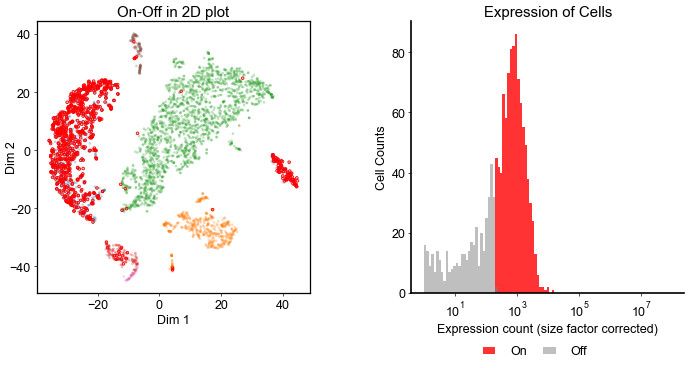 On-Off in 2D plot
40
20
0
−20
−40
Dim 2
−20
0
20
40
Dim 1
Expression of Cells
80
60
40
20
0
Cell Counts
10^1
10^3
10^5
10^7
Expression count (size factor corrected)
On
Off